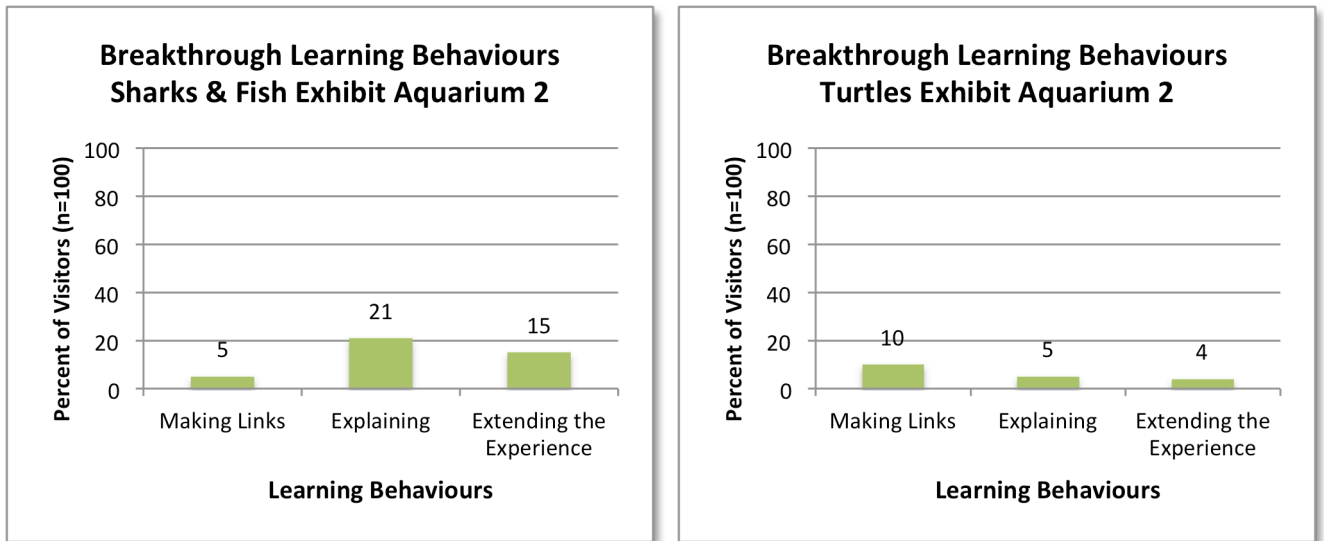 Breakthrough Learning Behaviours
Sharks & Fish Exhibit Aquarium 2
Percent of Visitors (n=100)
100
80
60
40
20
0
5
21
15
Making Links
Explaining
Extending the
Experience
Learning Behaviours
Breakthrough Learning Behaviours
Turtles Exhibit Aquarium 2
Percent of Visitors (n=100)
100
80
60
40
20
0
10
5
4
Making Links
Explaining
Extending the
Experience
Learning Behaviours